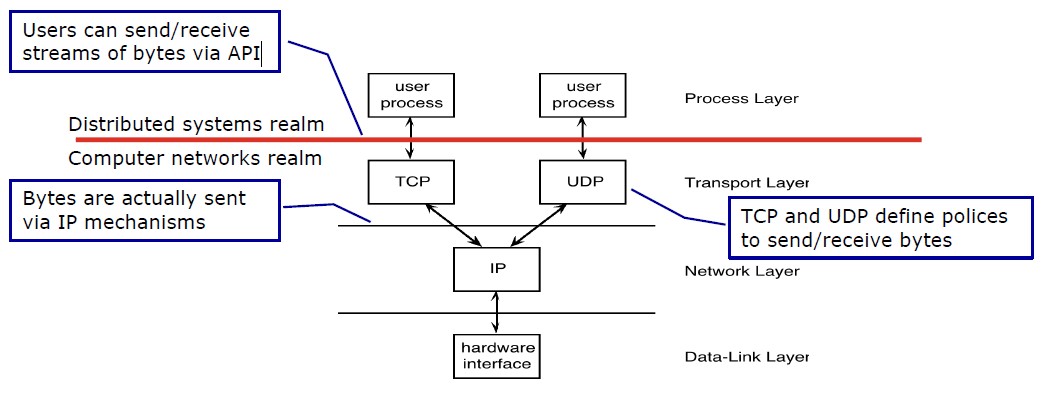 Users can send/receive
streams of bytes via API
user
process
user
process
Process Layer
Distributed systems realm
Computer networks realm
TCP
UDP
Transport Layer
Bytes are actually sent
via IP mechanisms
TCP and UDP define polices
to send/receive bytes
IP
Network Layer
hardware
interface
Data-Link Layer